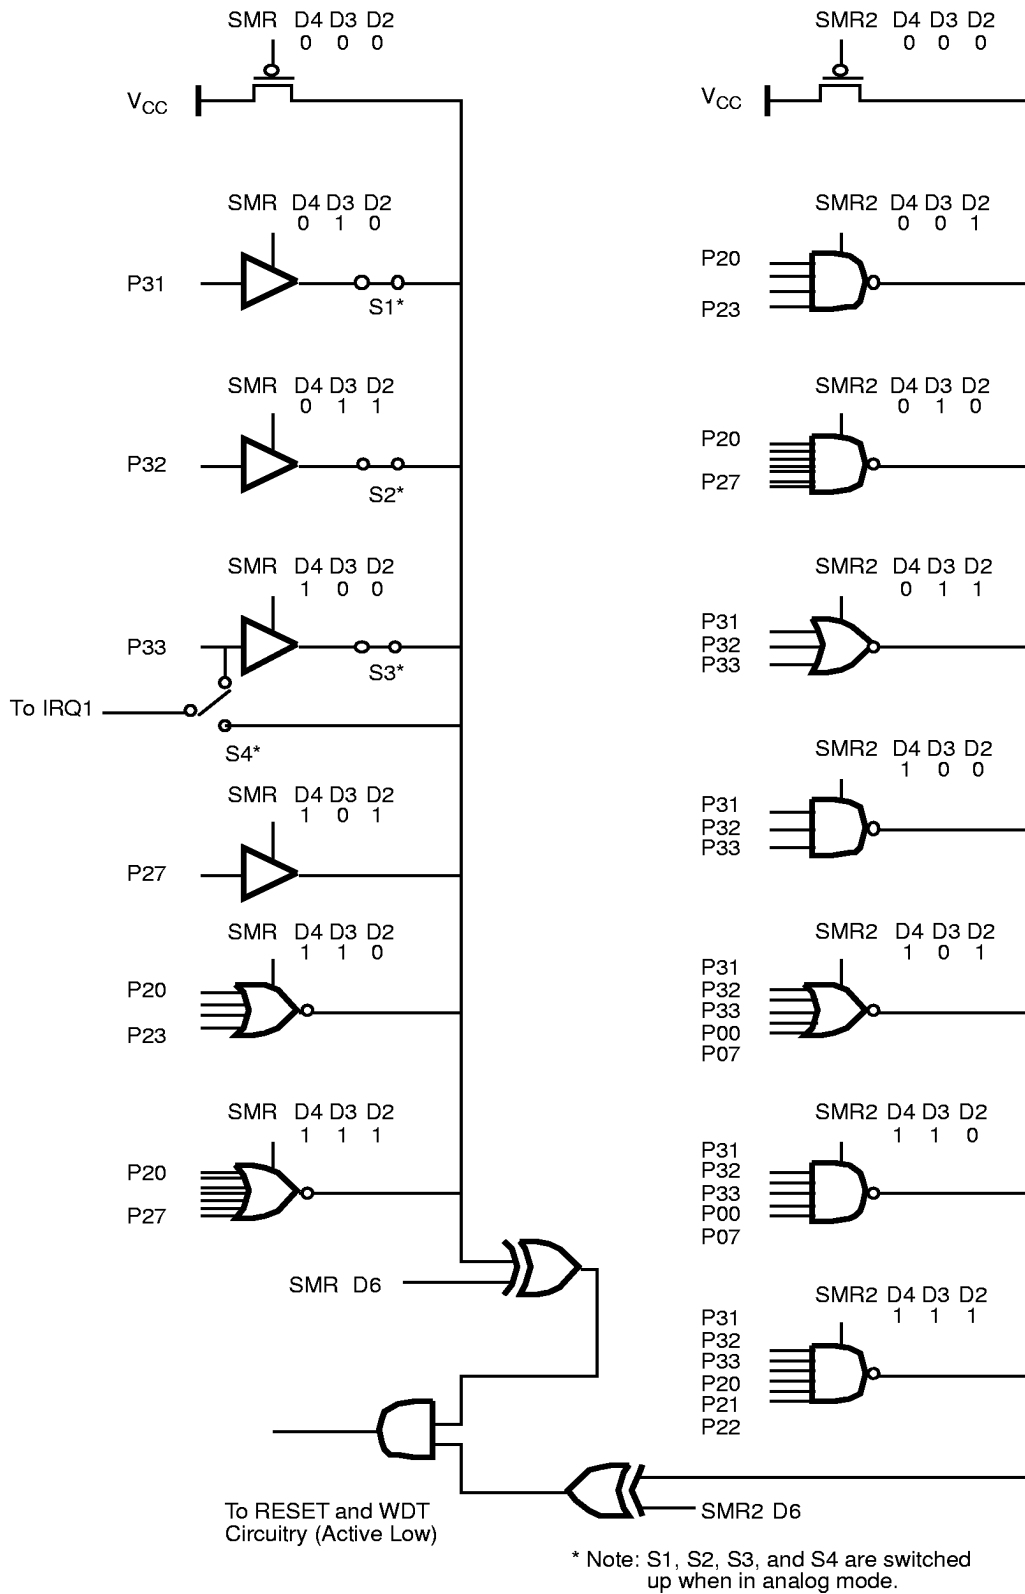 SMR D4 D3 D2
0 0 0
VCC
SMR D4 D3 D2
0 1 0
P31
S1*
SMR D4 D3 D2
0 1 1
P32
S2*
SMR D4 D3 D2
1 0 0
P33
S3*
To IRQ1
S4*
SMR D4 D3 D2
1 0 1
P27
SMR D4 D3 D2
1 1 0
P20
P23
SMR D4 D3 D2
1 1 1
P20
P27
SMR D6
To RESET and WDT
Circuitry (Active Low)
SMR2 D4 D3 D2
0 0 0
VCC
SMR2 D4 D3 D2
0 0 1
P20
P23
SMR2 D4 D3 D2
0 1 0
P20
P27
SMR2 D4 D3 D2
0 1 1
P31
P32
P33
SMR2 D4 D3 D2
1 0 0
P31
P32
P33
SMR2 D4 D3 D2
1 0 1
P31
P32
P33
P00
P07
SMR2 D4 D3 D2
1 1 0
P31
P32
P33
P00
P07
SMR2 D4 D3 D2
1 1 1
P31
P32
P33
P20
P21
P22
SMR2 D6
* Note: S1, S2, S3, and S4 are switched
up when in analog mode.